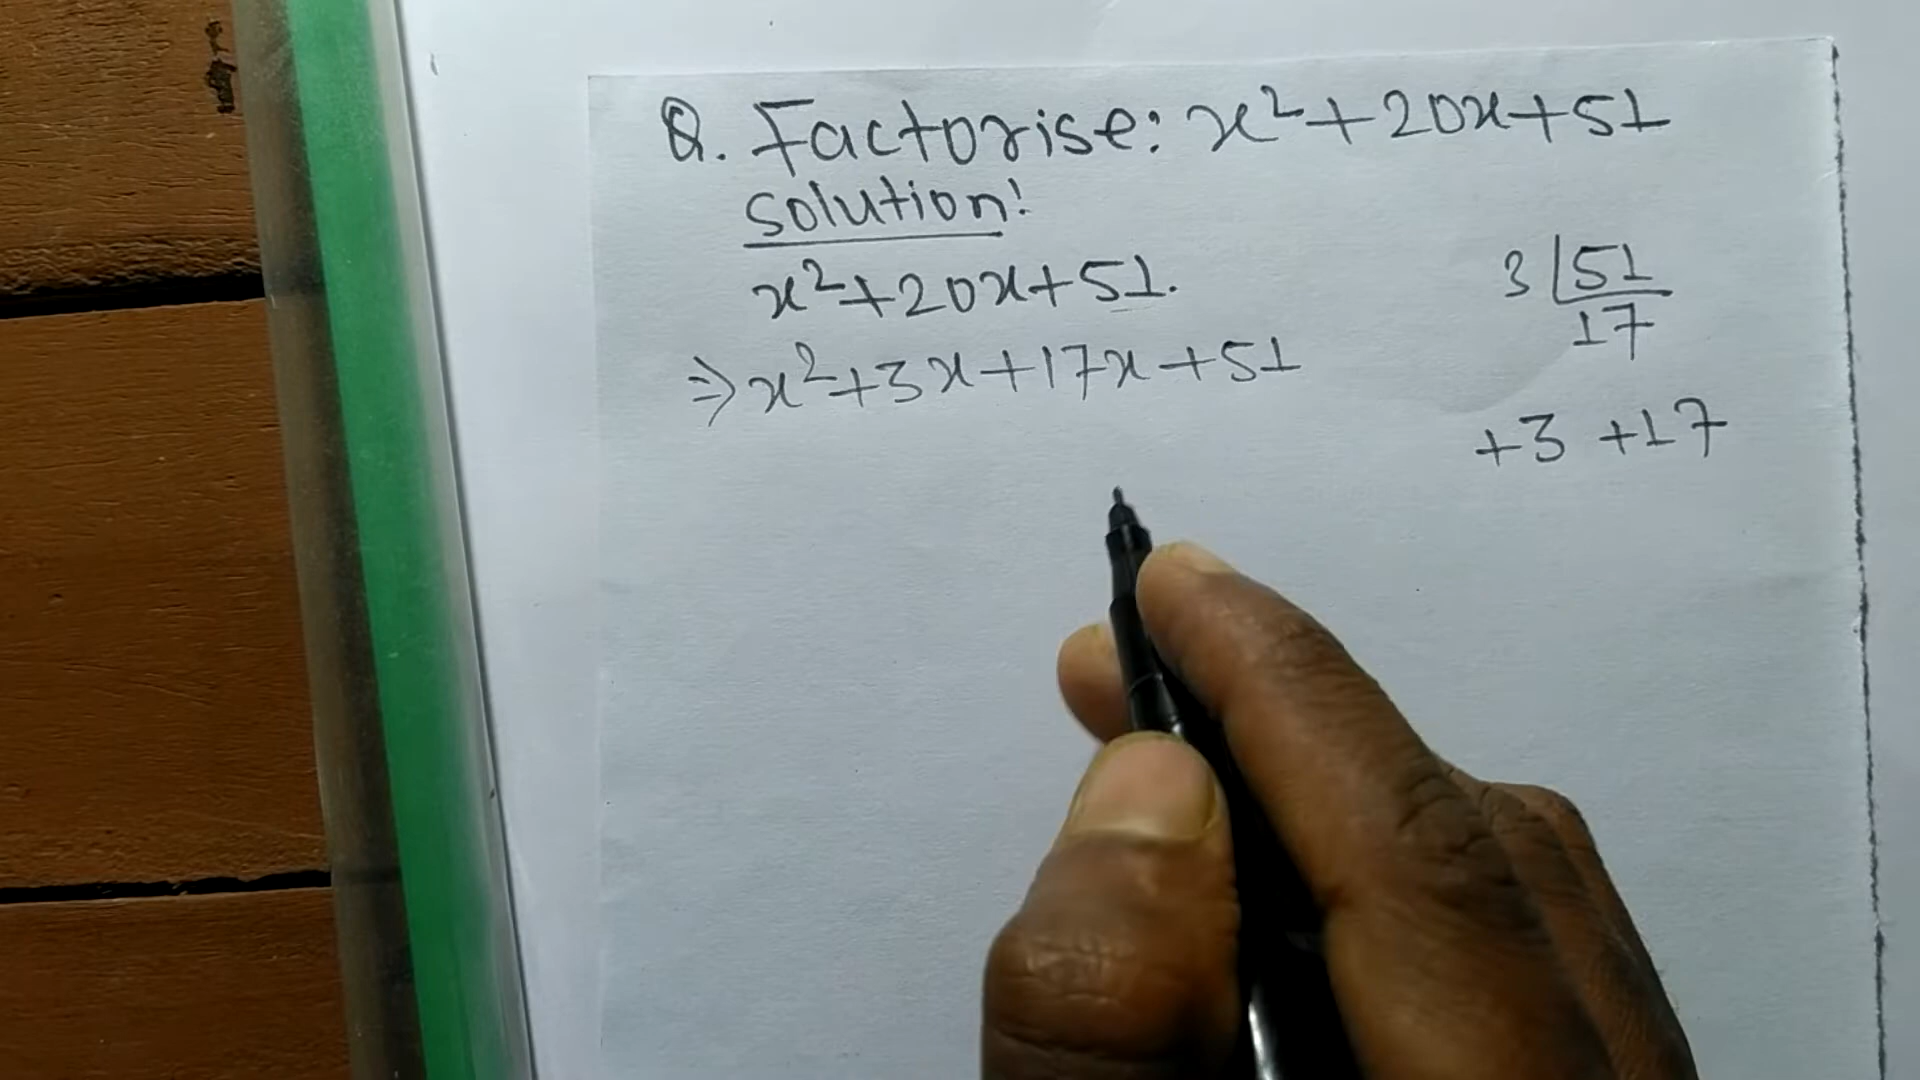 Q. Factorise: x²+20x+51
Solution:
x²+20x+51.
⇒x²+3x+17x+51
3 51
17
+3 +17